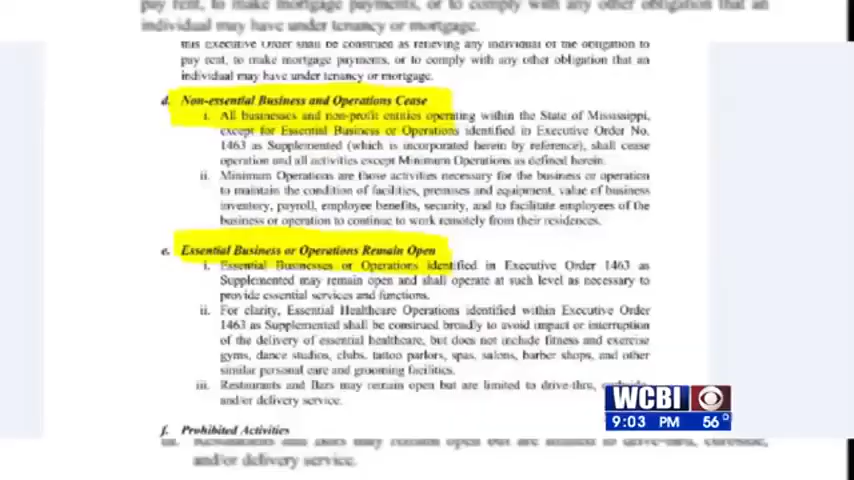 pay rent, to make mortgage payments, or to comply with any other obligation that an
individual may have under tenancy or mortgage.
this Executive Order shall be construed as relieving any individual of the obligation to
pay rent, to make mortgage payments, or to comply with any other obligation that an
individual may have under tenancy or mortgage.
d. Non-essential Business and Operations Cease
i. All businesses and non-profit entities operating within the State of Mississippi,
except for Essential Business or Operations identified in Executive Order No.
1463 as Supplemented (which is incorporated herein by reference), shall cease
operation and all activities except Minimum Operations as defined herein.
ii. Minimum Operations are those activities necessary for the business or operation
to maintain the condition of facilities, premises and equipment, value of business
inventory, payroll, employee benefits, security, and to facilitate employees of the
business or operation to continue to work remotely from their residences.
e. Essential Business or Operations Remain Open
i. Essential Businesses or Operations identified in Executive Order 1463 as
Supplemented may remain open and shall operate at such level as necessary to
provide essential services and functions.
ii. For clarity, Essential Healthcare Operations identified within Executive Order
1463 as Supplemented shall be construed broadly to avoid impact or interruption
of the delivery of essential healthcare, but does not include fitness and exercise
gyms, dance studios, clubs, tattoo parlors, spas, salons, barber shops, and other
similar personal care and grooming facilities.
iii. Restaurants and Bars may remain open but are limited to drive-thru,
and/or delivery service.
f. Prohibited Activities
iii. Restaurants and Bars may remain open but are limited to drive-thru, curbside,
and/or delivery service.
WCBI
9:03 PM 56°